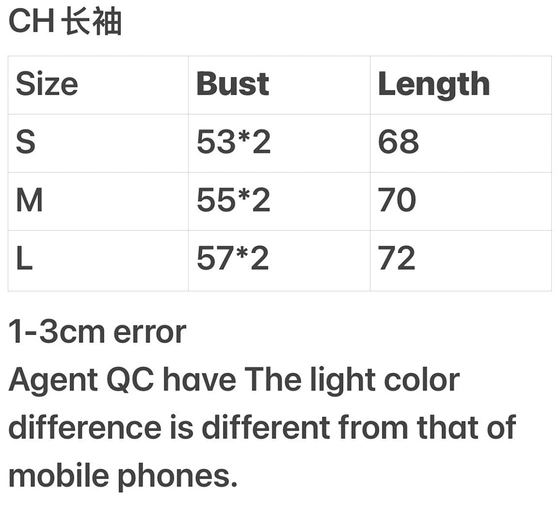 CH 长袖
Size Bust Length
S 53*2 68
M 55*2 70
L 57*2 72
1-3cm error
Agent QC have The light color
difference is different from that of
mobile phones.